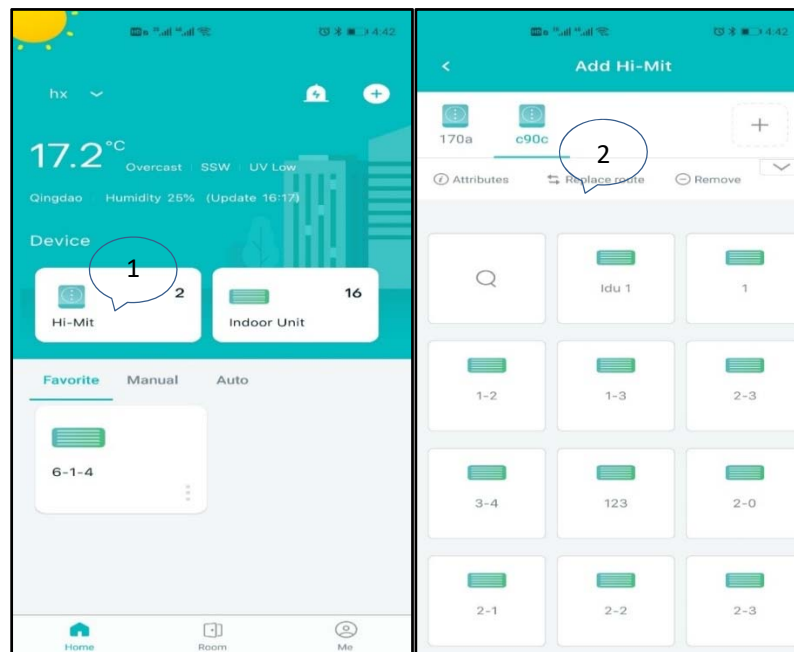 4:42
hx
17.2°C Overcast SSW UV Low
Qingdao Humidity 25% (Update 16:17)
Device
1
2
16
Hi-Mit
Indoor Unit
Favorite Manual Auto
6-1-4
Home Room Me
4:42
Add Hi-Mit
170a c90c
2
Attributes Replace route Remove
Idu 1 1
1-2 1-3 2-3
3-4 123 2-0
2-1 2-2 2-3